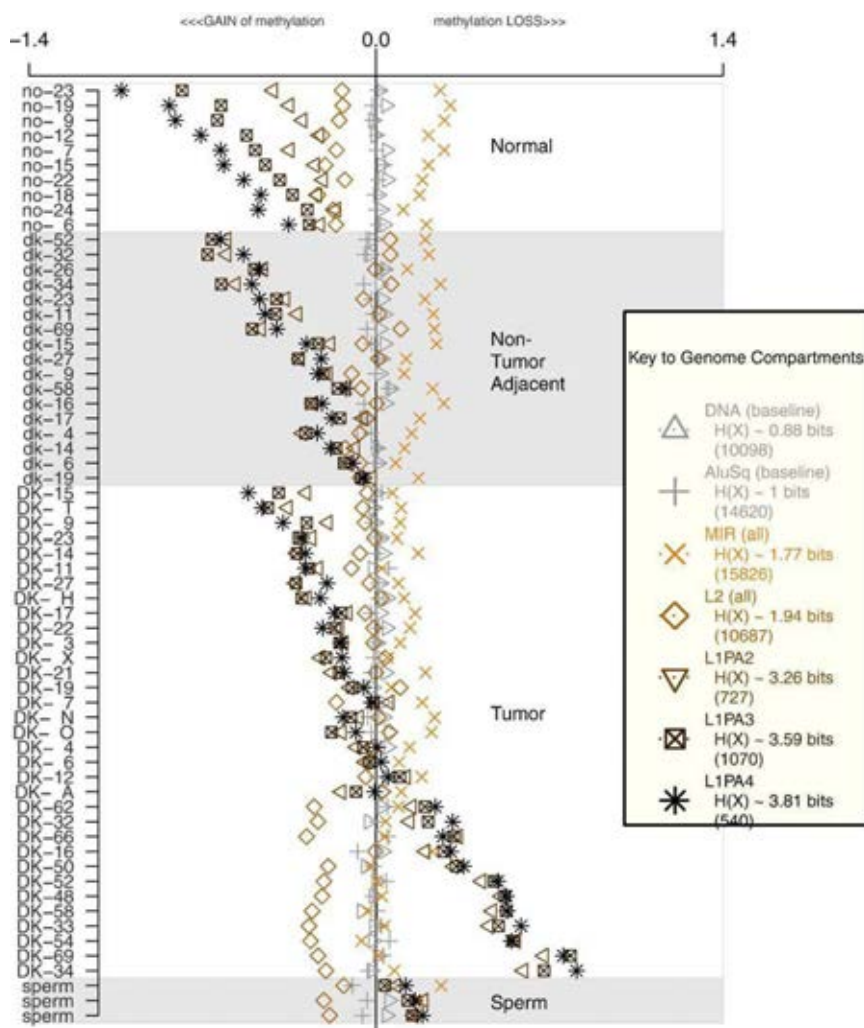 <<<GAIN of methylation methylation LOSS>>>
−1.4 0.0 1.4
no−23
no−19
no− 9
no−12
no− 7
no−15
no−22
no−18
no−24
no− 6
Normal
dk−52
dk−32
dk−26
dk−34
dk−23
dk−11
dk−69
dk−15
dk−27
dk− 9
dk−58
dk−16
dk−17
dk− 4
dk−14
dk− 6
dk−19
Non-
Tumor
Adjacent
DK−15
DK− T
DK− 9
DK−23
DK−14
DK−11
DK−27
DK− H
DK−17
DK−22
DK− 3
DK− X
DK−21
DK−19
DK− 7
DK− N
DK− O
DK− 4
DK− 6
DK−12
DK− A
DK−62
DK−32
DK−66
DK−16
DK−50
DK−52
DK−48
DK−58
DK−33
DK−54
DK−69
DK−34
Tumor
sperm
sperm
sperm
Sperm
Key to Genome Compartments
DNA (baseline)
H(X) ~ 0.88 bits
(10098)
AluSq (baseline)
H(X) ~ 1 bits
(14620)
MIR (all)
H(X) ~ 1.77 bits
(15826)
L2 (all)
H(X) ~ 1.94 bits
(10687)
L1PA2
H(X) ~ 3.26 bits
(727)
L1PA3
H(X) ~ 3.59 bits
(1070)
L1PA4
H(X) ~ 3.81 bits
(540)